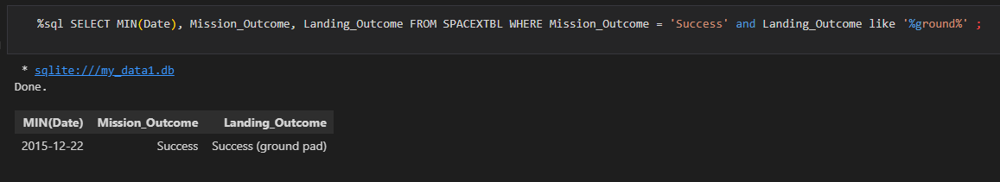 %sql SELECT MIN(Date), Mission_Outcome, Landing_Outcome FROM SPACEXTBL WHERE Mission_Outcome = 'Success' and Landing_Outcome like '%ground%' ;
* sqlite:///my_data1.db
Done.
MIN(Date) Mission_Outcome Landing_Outcome
2015-12-22 Success Success (ground pad)